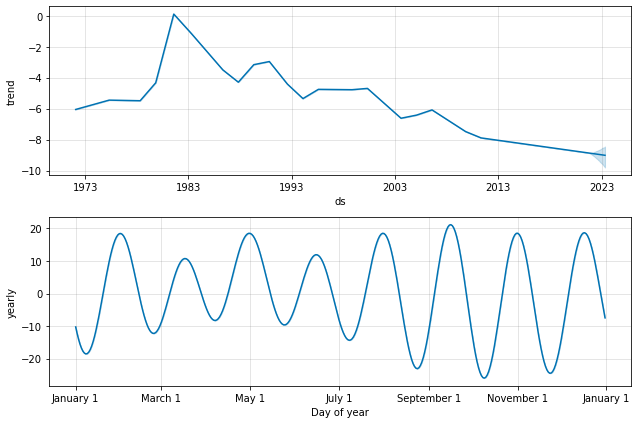 0
−2
−4
−6
−8
−10
trend
1973 1983 1993 2003 2013 2023
ds
20
10
0
−10
−20
yearly
January 1 March 1 May 1 July 1 September 1 November 1 January 1
Day of year